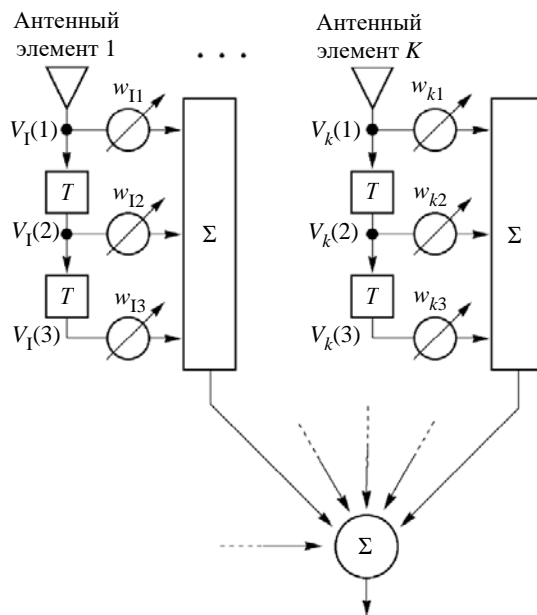 Антенный
элемент 1
. . .
Антенный
элемент K
w_I1
w_k1
V_I(1)
V_k(1)
T
T
w_I2
w_k2
V_I(2)
Σ
V_k(2)
Σ
T
T
w_I3
w_k3
V_I(3)
V_k(3)
Σ